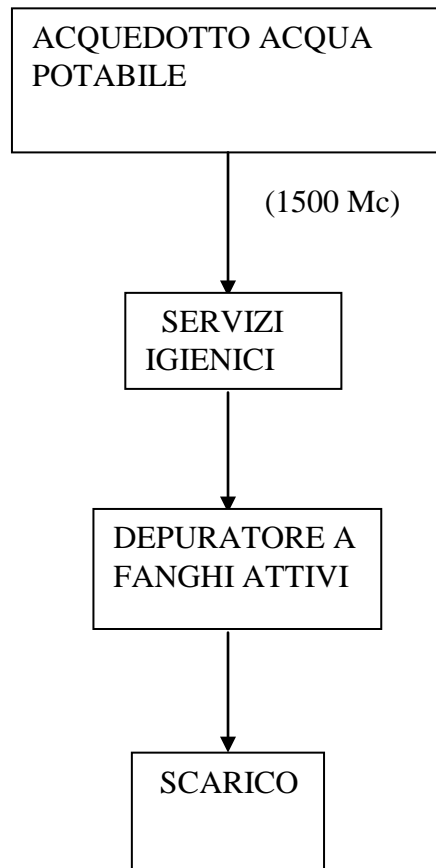 ACQUEDOTTO ACQUA
POTABILE
(1500 Mc)
SERVIZI
IGIENICI
DEPURATORE A
FANGHI ATTIVI
SCARICO